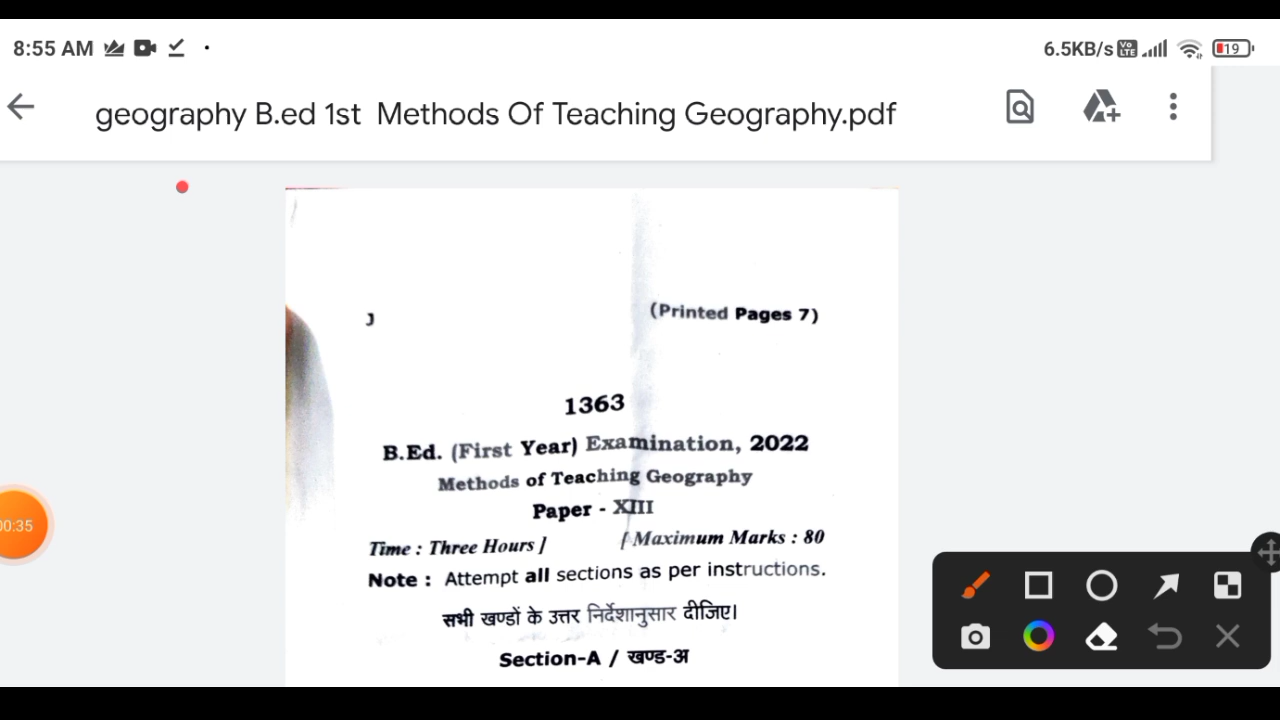 8:55 AM
6.5KB/s Vo LTE 19
geography B.ed 1st Methods Of Teaching Geography.pdf
J
(Printed Pages 7)
1363
B.Ed. (First Year) Examination, 2022
Methods of Teaching Geography
Paper - XIII
Time : Three Hours ]
[ Maximum Marks : 80
00:35
Note : Attempt all sections as per instructions.
सभी खण्डों के उत्तर निर्देशानुसार दीजिए।
Section-A / खण्ड-अ